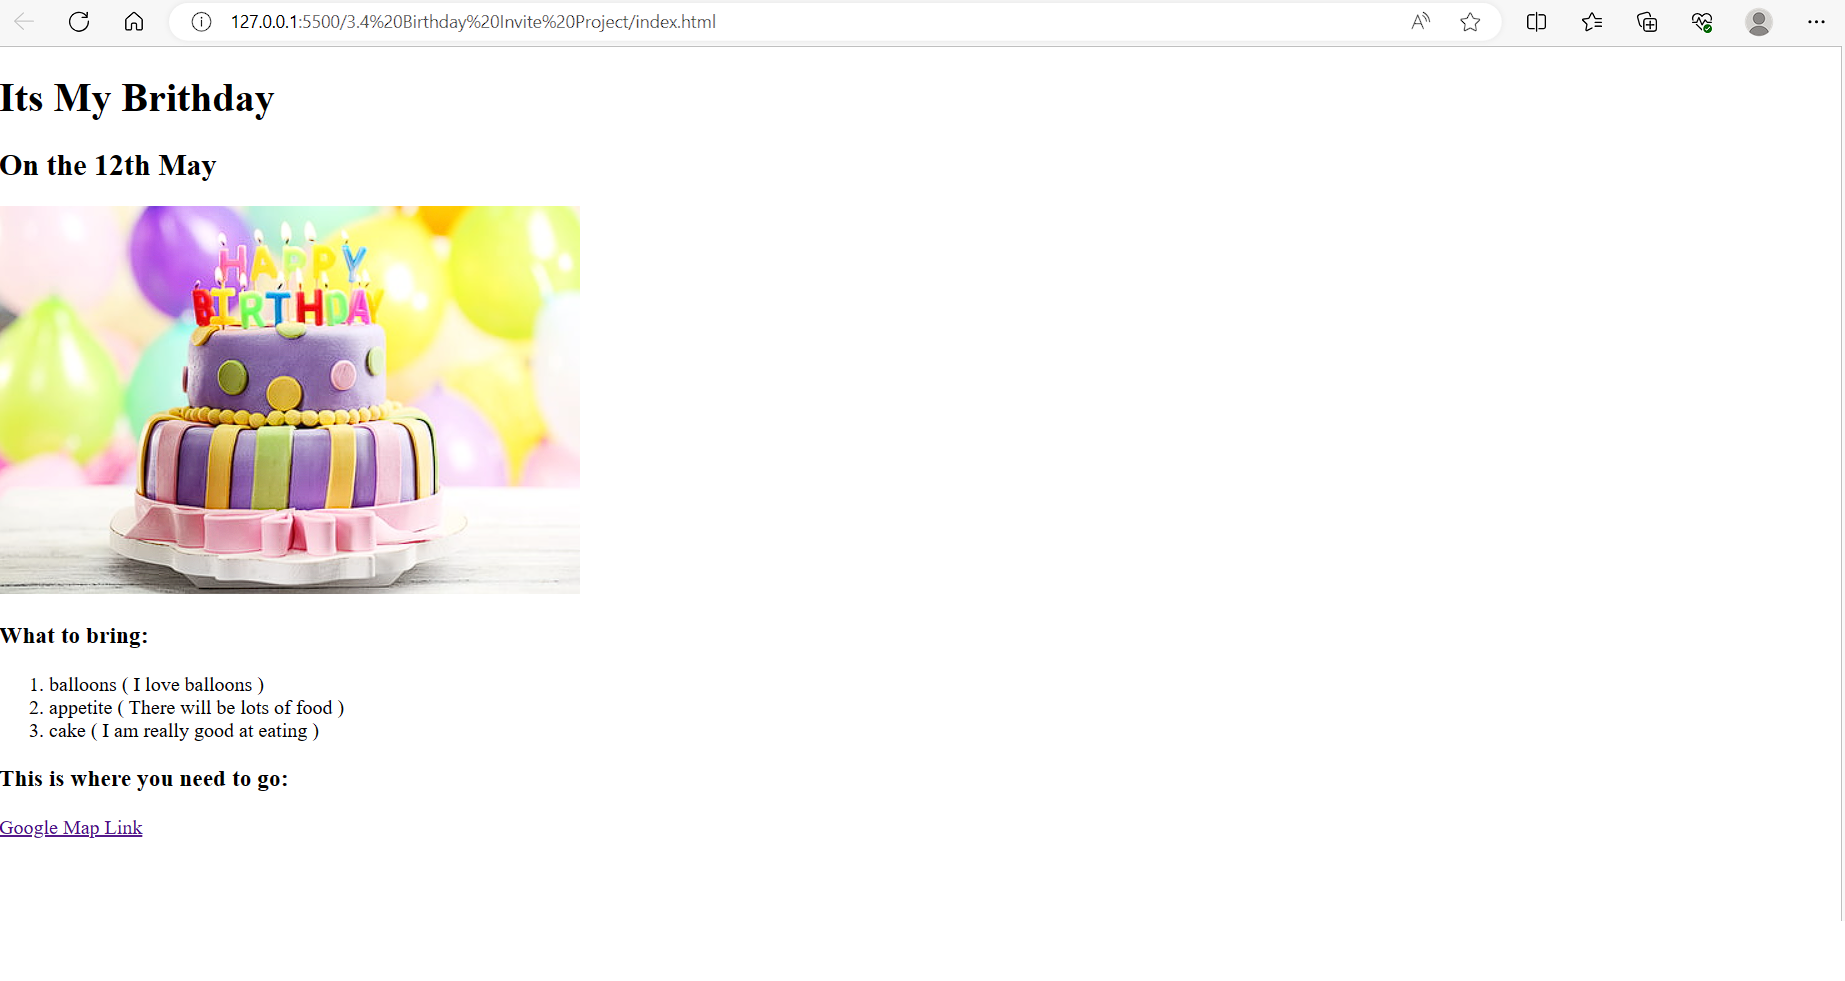 127.0.0.1:5500/3.4%20Birthday%20Invite%20Project/index.html
Its My Brithday
On the 12th May
HAPPY
BIRTHDAY
What to bring:
1. balloons ( I love balloons )
2. appetite ( There will be lots of food )
3. cake ( I am really good at eating )
This is where you need to go:
Google Map Link